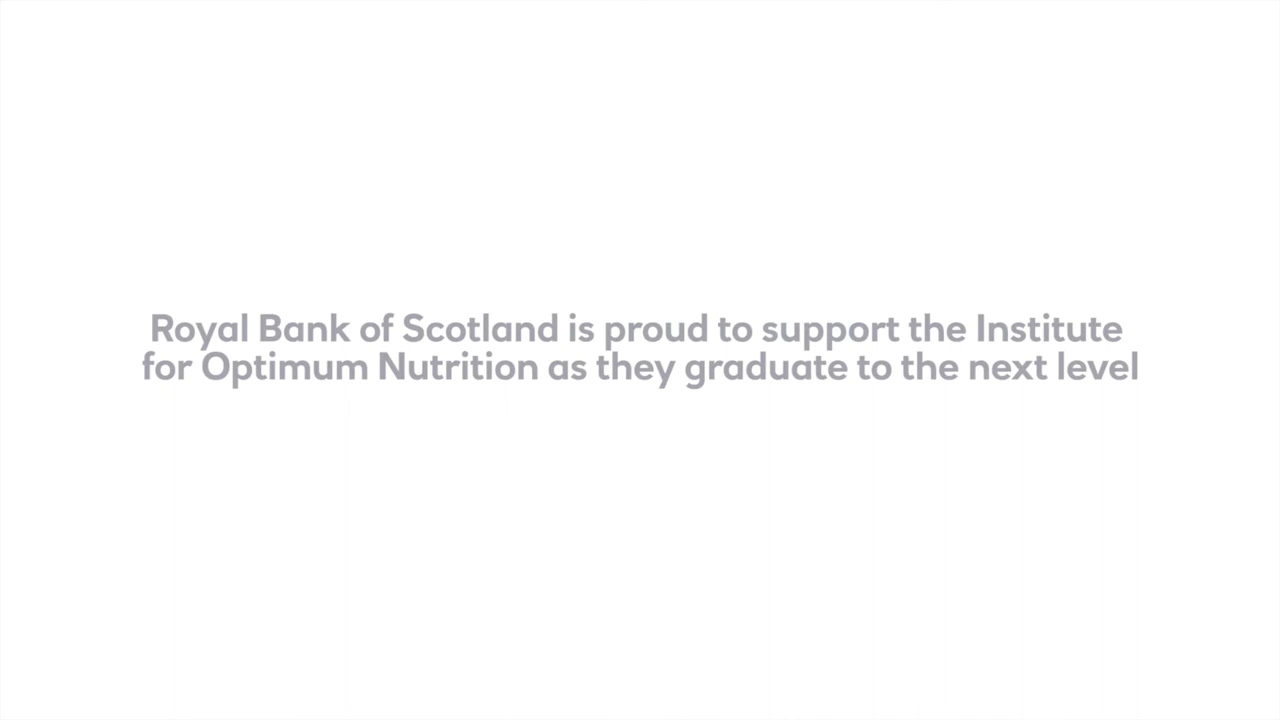 Royal Bank of Scotland is proud to support the Institute
for Optimum Nutrition as they graduate to the next level